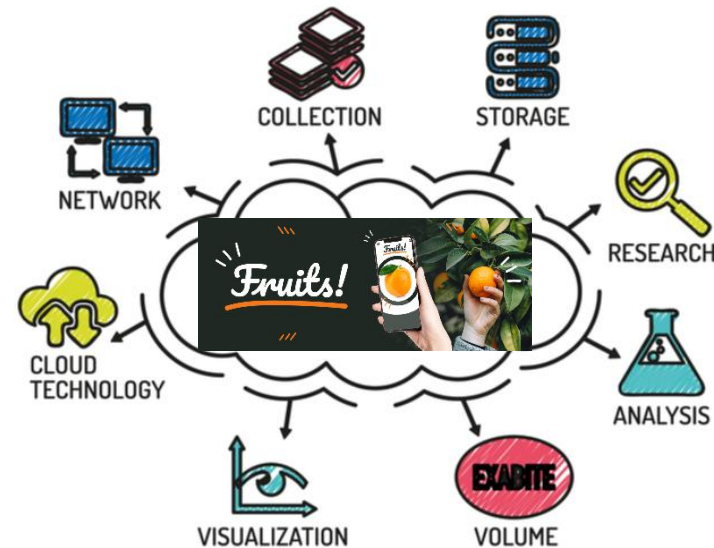 COLLECTION
STORAGE
NETWORK
RESEARCH
Fruits!
Fruits!
CLOUD
TECHNOLOGY
ANALYSIS
EXABITE
VISUALIZATION
VOLUME